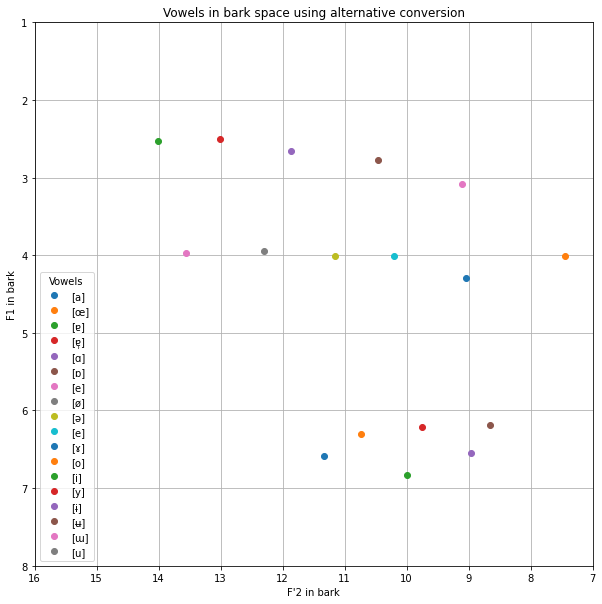 Vowels in bark space using alternative conversion
1
2
3
4
5
6
7
8
F1 in bark
Vowels
[a]
[œ]
[ɐ]
[ɑ]
[ɒ]
[e]
[ø]
[ə]
[ɤ]
[o]
[i]
[y]
[ɨ]
[ʉ]
[ɯ]
[u]
16 15 14 13 12 11 10 9 8 7
F'2 in bark